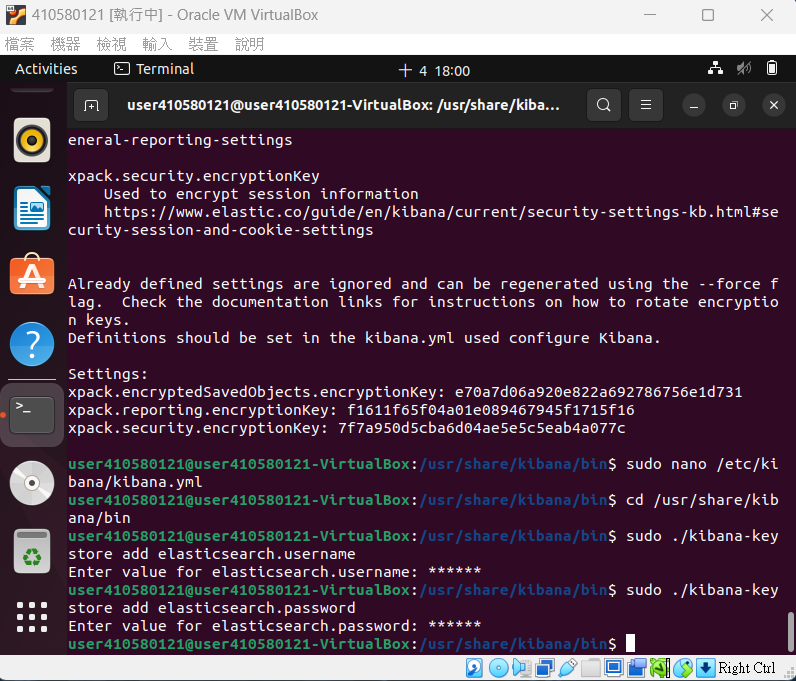 410580121 [執行中] - Oracle VM VirtualBox
檔案 機器 檢視 輸入 裝置 說明
Activities Terminal 十 4 18:00
user410580121@user410580121-VirtualBox: /usr/share/kiba...
eneral-reporting-settings
xpack.security.encryptionKey
Used to encrypt session information
https://www.elastic.co/guide/en/kibana/current/security-settings-kb.html#se
curity-session-and-cookie-settings
Already defined settings are ignored and can be regenerated using the --force f
lag.  Check the documentation links for instructions on how to rotate encryptio
n keys.
Definitions should be set in the kibana.yml used configure Kibana.
Settings:
xpack.encryptedSavedObjects.encryptionKey: e70a7d06a920e822a692786756e1d731
xpack.reporting.encryptionKey: f1611f65f04a01e089467945f1715f16
xpack.security.encryptionKey: 7f7a950d5cba6d04ae5e5c5eab4a077c
user410580121@user410580121-VirtualBox:/usr/share/kibana/bin$ sudo nano /etc/ki
bana/kibana.yml
user410580121@user410580121-VirtualBox:/usr/share/kibana/bin$ cd /usr/share/kib
ana/bin
user410580121@user410580121-VirtualBox:/usr/share/kibana/bin$ sudo ./kibana-key
store add elasticsearch.username
Enter value for elasticsearch.username: ******
user410580121@user410580121-VirtualBox:/usr/share/kibana/bin$ sudo ./kibana-key
store add elasticsearch.password
Enter value for elasticsearch.password: ******
user410580121@user410580121-VirtualBox:/usr/share/kibana/bin$
Right Ctrl